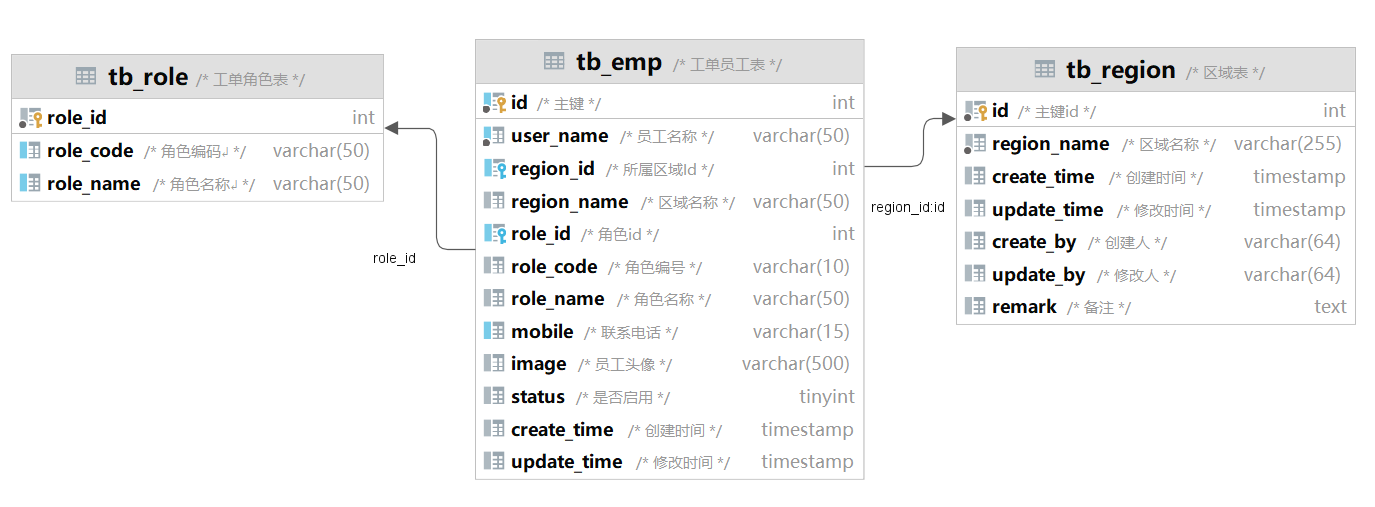 tb_role /* 工单角色表 */
role_id int
role_code /* 角色编码↲ */ varchar(50)
role_name /* 角色名称↲ */ varchar(50)
role_id
tb_emp /* 工单员工表 */
id /* 主键 */ int
user_name /* 员工名称 */ varchar(50)
region_id /* 所属区域Id */ int
region_name /* 区域名称 */ varchar(50)
role_id /* 角色id */ int
role_code /* 角色编号 */ varchar(10)
role_name /* 角色名称 */ varchar(50)
mobile /* 联系电话 */ varchar(15)
image /* 员工头像 */ varchar(500)
status /* 是否启用 */ tinyint
create_time /* 创建时间 */ timestamp
update_time /* 修改时间 */ timestamp
region_id:id
tb_region /* 区域表 */
id /* 主键id */ int
region_name /* 区域名称 */ varchar(255)
create_time /* 创建时间 */ timestamp
update_time /* 修改时间 */ timestamp
create_by /* 创建人 */ varchar(64)
update_by /* 修改人 */ varchar(64)
remark /* 备注 */ text